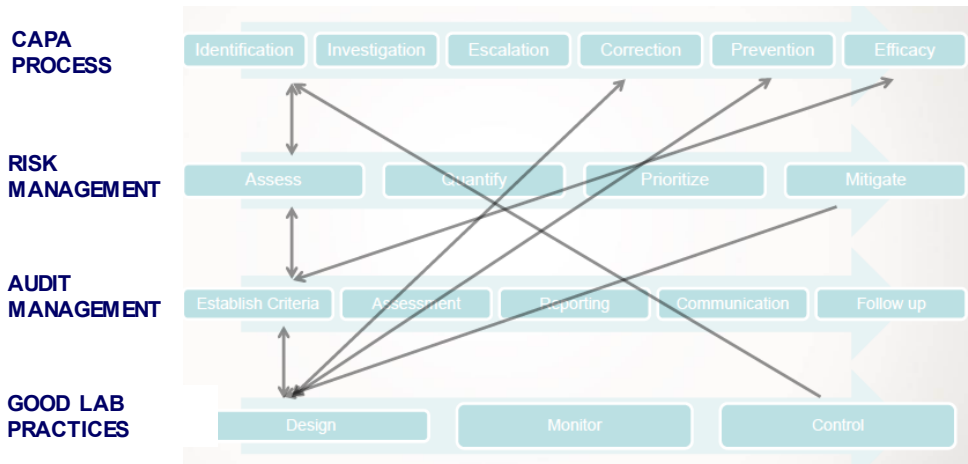 CAPA
PROCESS
Identification Investigation Escalation Correction Prevention Efficacy
RISK
MANAGEMENT
Assess Quantify Prioritize Mitigate
AUDIT
MANAGEMENT
Establish Criteria Assessment Reporting Communication Follow up
GOOD LAB
PRACTICES
Design Monitor Control